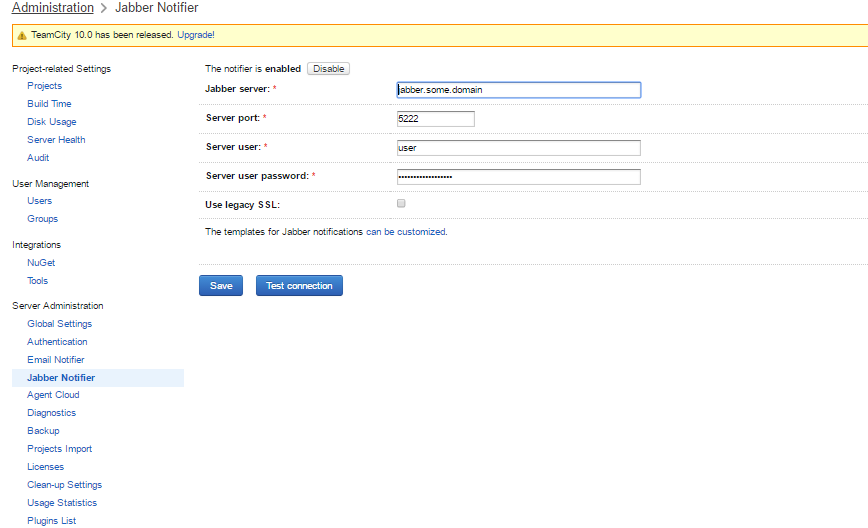 Administration > Jabber Notifier
TeamCity 10.0 has been released. Upgrade!
Project-related Settings
Projects
Build Time
Disk Usage
Server Health
Audit
User Management
Users
Groups
Integrations
NuGet
Tools
Server Administration
Global Settings
Authentication
Email Notifier
Jabber Notifier
Agent Cloud
Diagnostics
Backup
Projects Import
Licenses
Clean-up Settings
Usage Statistics
Plugins List
The notifier is enabled Disable
Jabber server: * jabber.some.domain
Server port: * 5222
Server user: * user
Server user password: * ••••••••••••••••••
Use legacy SSL:
The templates for Jabber notifications can be customized.
Save Test connection